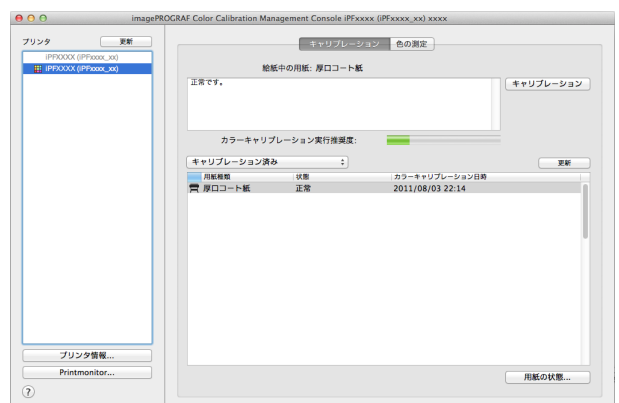 imagePROGRAF Color Calibration Management Console iPFxxxx (iPFxxxx_xx) xxxx
プリンタ
更新
iPFXXXX (iPFxxxx_xx)
iPFXXXX (iPFxxxx_xx)
プリンタ情報...
Printmonitor...
?
キャリブレーション 色の測定
給紙中の用紙: 厚口コート紙
正常です。
キャリブレーション
カラーキャリブレーション実行推奨度:
キャリブレーション済み
更新
用紙種類 状態 カラーキャリブレーション日時
厚口コート紙 正常 2011/08/03 22:14
用紙の状態...